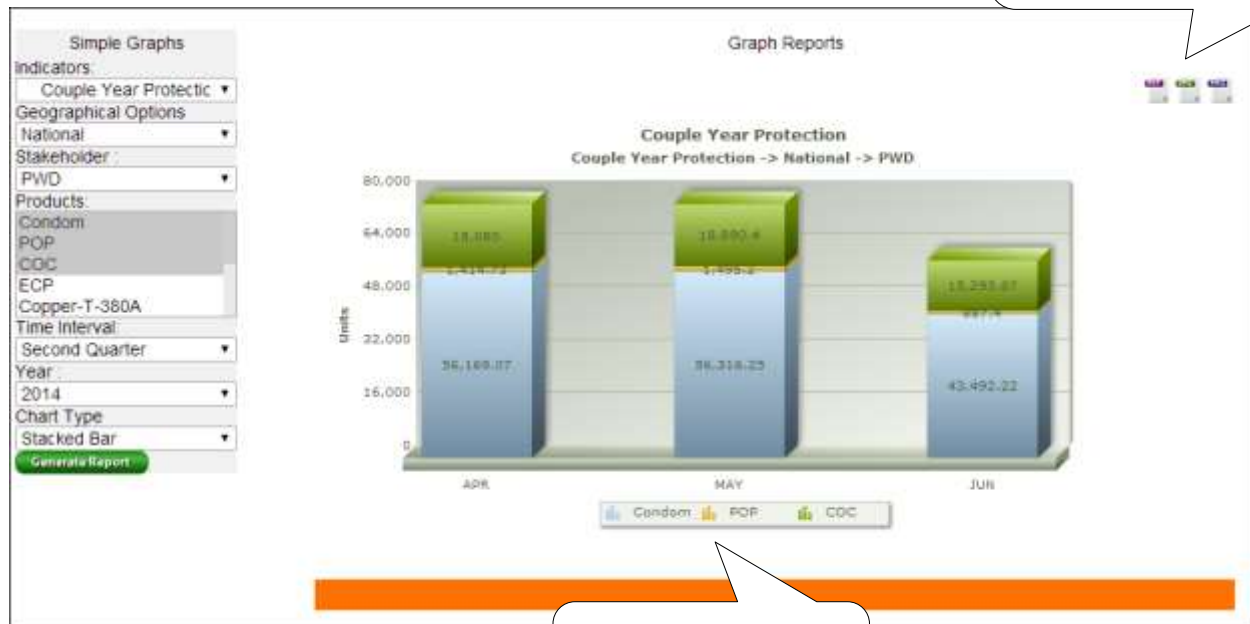 Simple Graphs
Indicators:
Couple Year Protectic
Geographical Options
National
Stakeholder :
PWD
Products:
Condom
POP
COC
ECP
Copper-T-380A
Time Interval:
Second Quarter
Year :
2014
Chart Type
Stacked Bar
Generate Report
Graph Reports
Couple Year Protection
Couple Year Protection -> National -> PWD
80,000
64,000
48,000
32,000
16,000
0
Units
56,316.25
43,492.22
APR
MAY
JUN
Condom POP COC